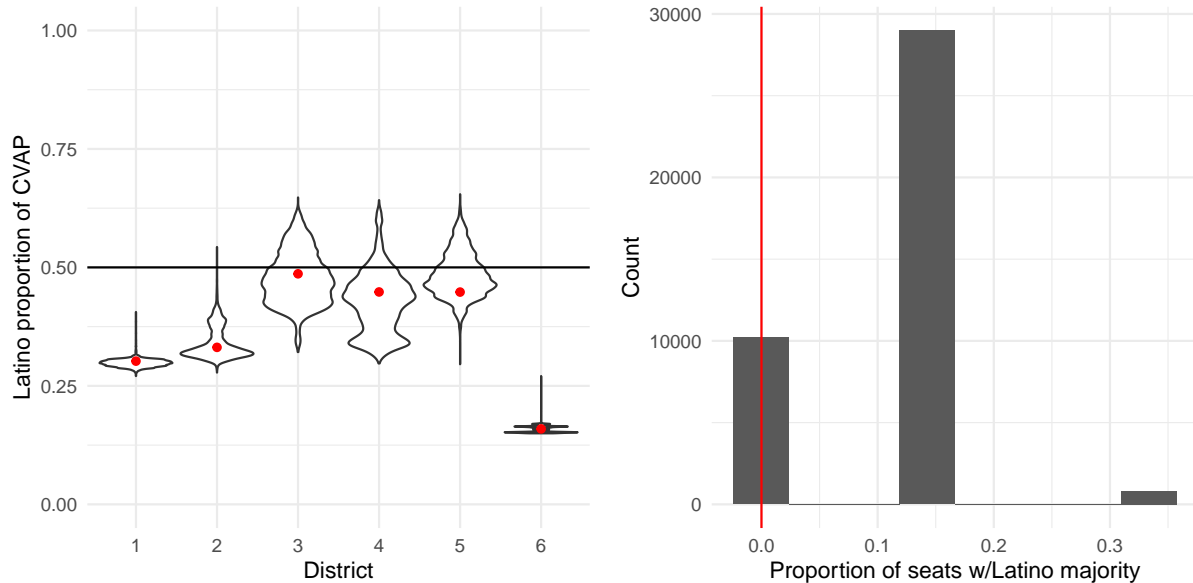 1.00
0.75
0.50
0.25
0.00
Latino proportion of CVAP
1 2 3 4 5 6
District
30000
20000
10000
0
Count
0.0 0.1 0.2 0.3
Proportion of seats w/Latino majority